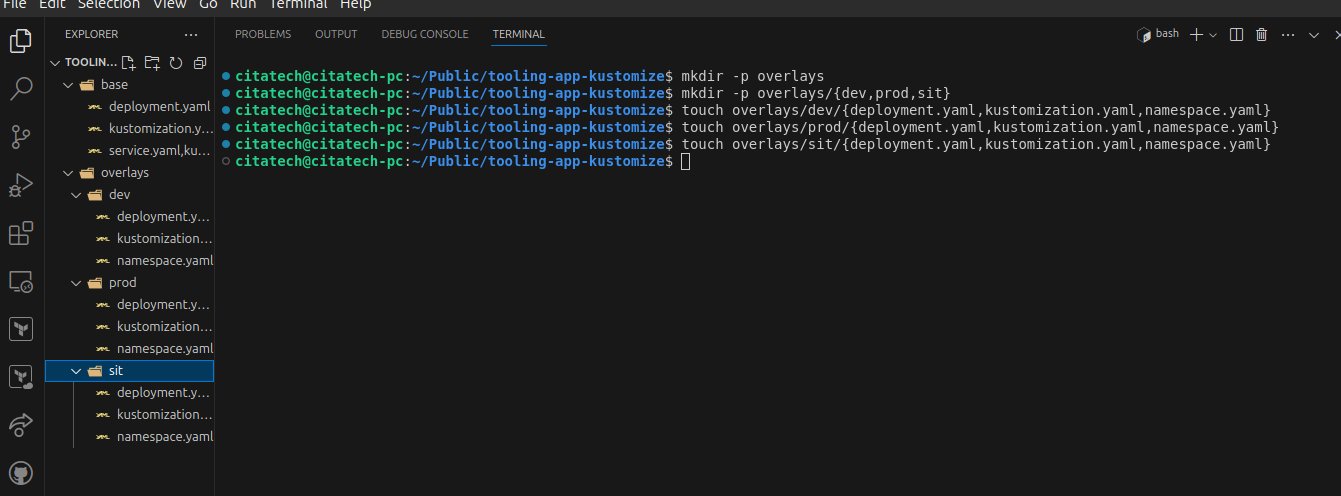 File Edit Selection View Go Run Terminal Help
EXPLORER ...
PROBLEMS OUTPUT DEBUG CONSOLE TERMINAL
bash
TOOLIN...
base
deployment.yaml
kustomization.y...
service.yaml,ku...
overlays
dev
deployment.y...
kustomization...
namespace.yaml
prod
deployment.y...
kustomization...
namespace.yaml
sit
deployment.y...
kustomization...
namespace.yaml
citatech@citatech-pc:~/Public/tooling-app-kustomize$ mkdir -p overlays
citatech@citatech-pc:~/Public/tooling-app-kustomize$ mkdir -p overlays/{dev,prod,sit}
citatech@citatech-pc:~/Public/tooling-app-kustomize$ touch overlays/dev/{deployment.yaml,kustomization.yaml,namespace.yaml}
citatech@citatech-pc:~/Public/tooling-app-kustomize$ touch overlays/prod/{deployment.yaml,kustomization.yaml,namespace.yaml}
citatech@citatech-pc:~/Public/tooling-app-kustomize$ touch overlays/sit/{deployment.yaml,kustomization.yaml,namespace.yaml}
citatech@citatech-pc:~/Public/tooling-app-kustomize$